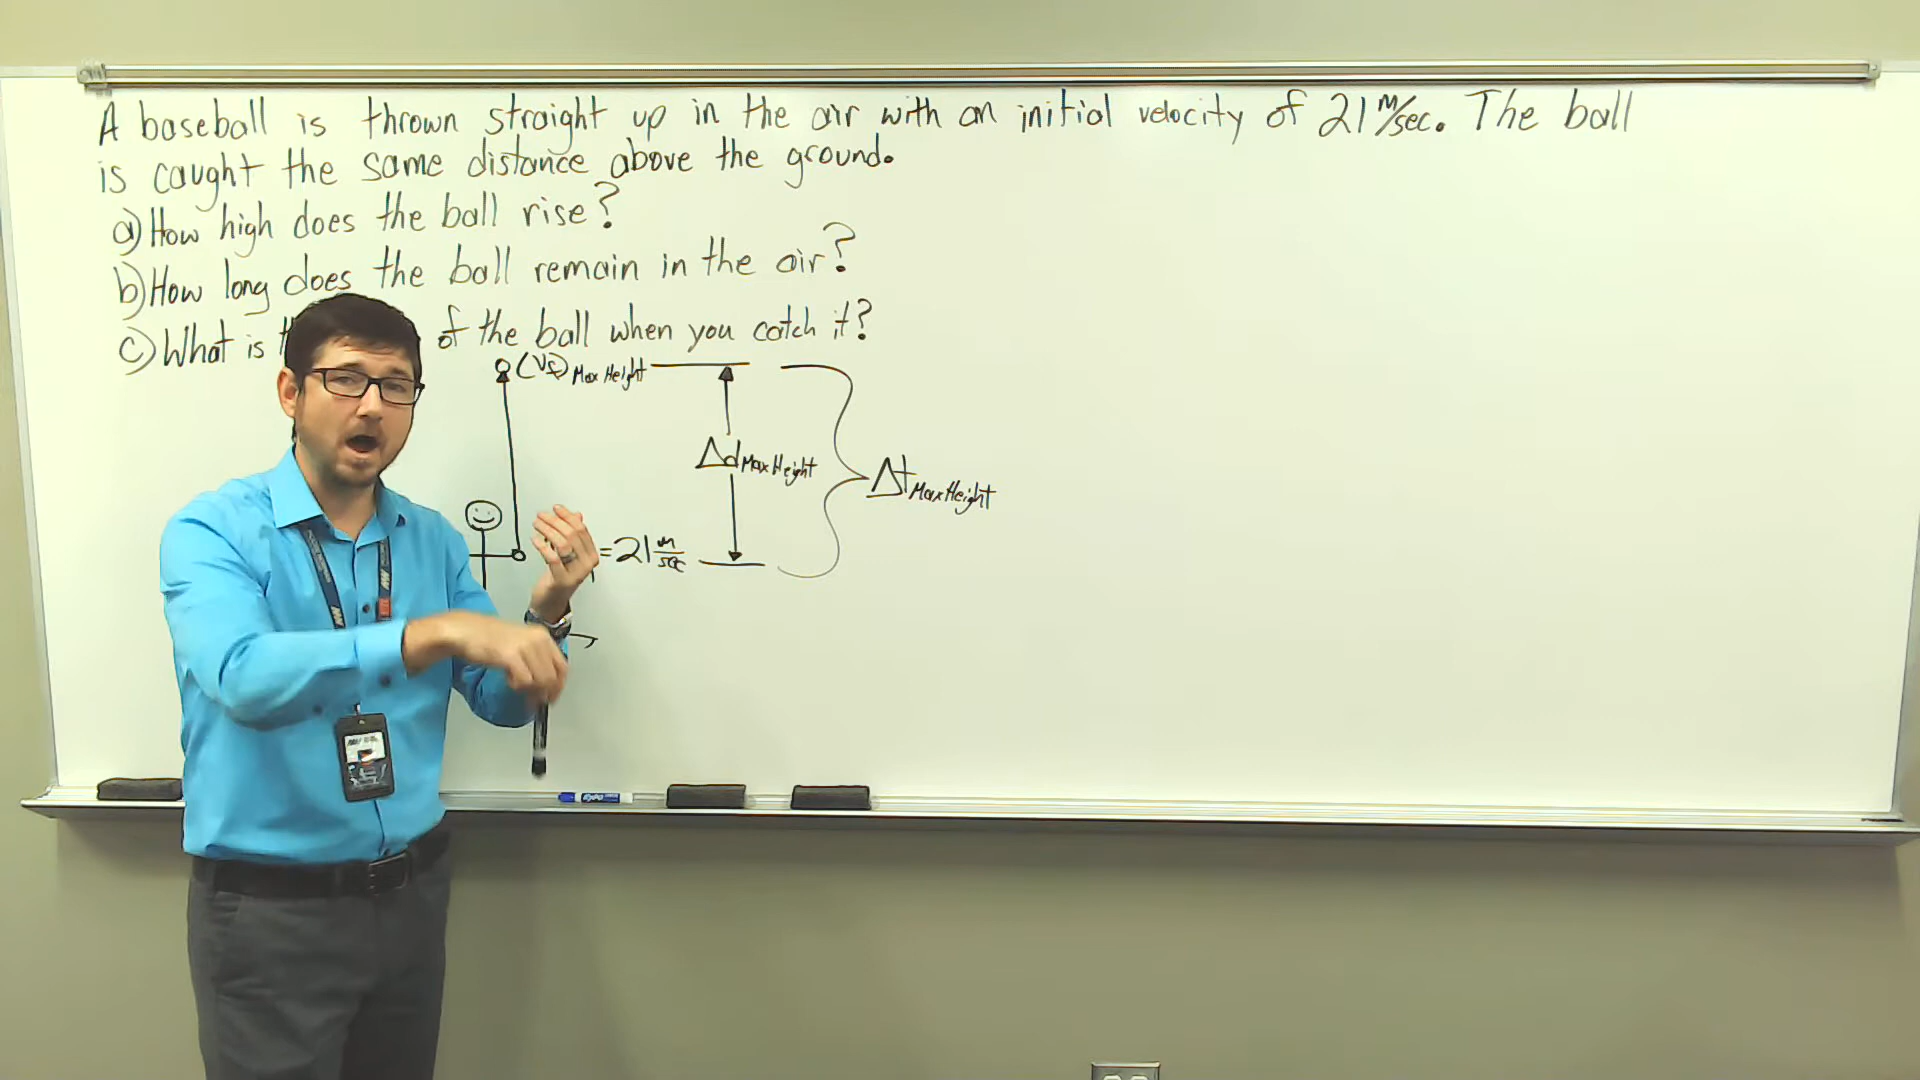 A baseball is thrown straight up in the air with an initial velocity of 21 m/sec. The ball
is caught the same distance above the ground.
a) How high does the ball rise?
b) How long does the ball remain in the air?
c) What is of the ball when you catch it?
(Vf) Max Height
Δd Max Height
Δt Max Height
= 21 m/sec
EXPO